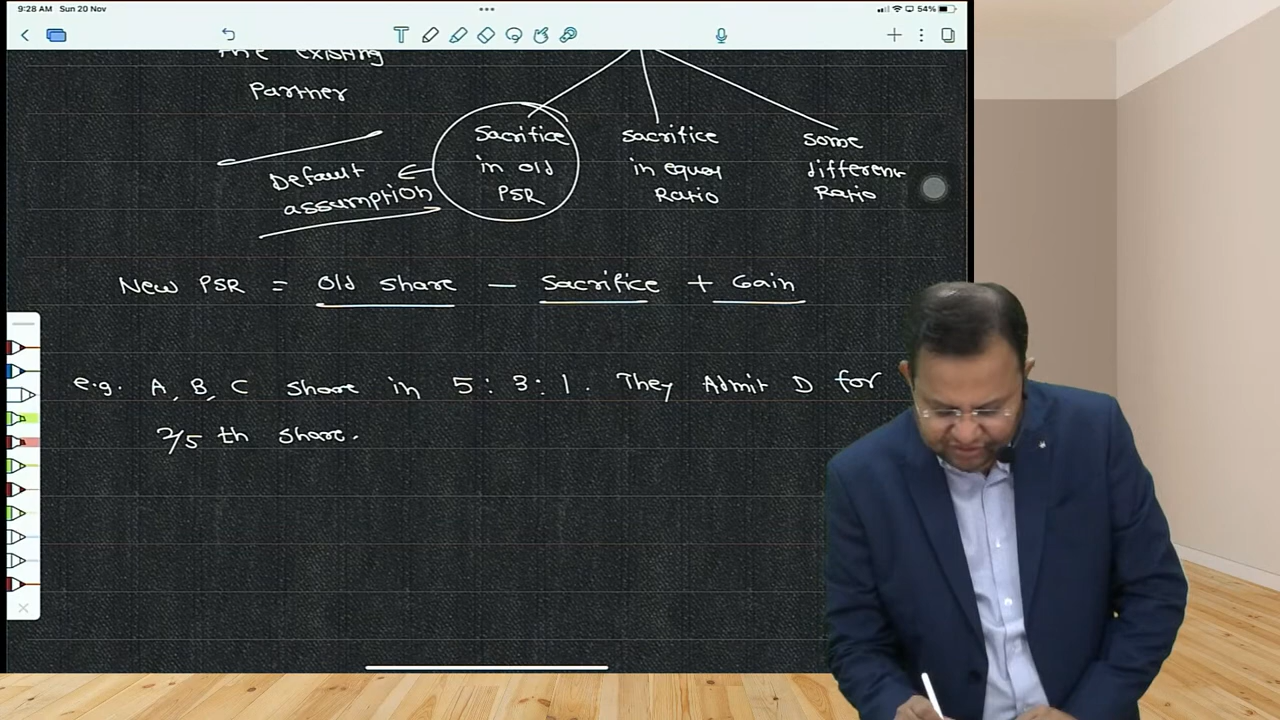 9:28 AM Sun 20 Nov
54%
The existing
Partner
Sacrifice
in old
PSR
sacrifice
in equal
Ratio
some
different
Ratio
Default
assumption
New PSR = Old share — Sacrifice + Gain
e.g. A, B, C share in 5 : 3 : 1. They Admit D for
2/5 th share.